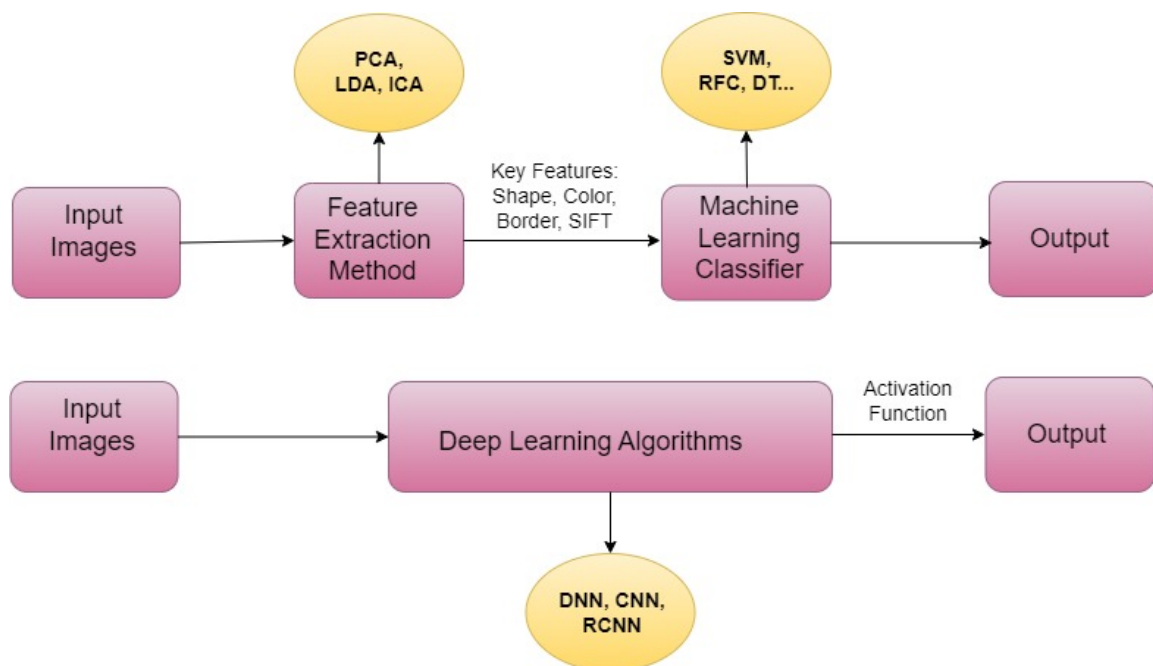 PCA,
LDA, ICA
SVM,
RFC, DT...
Input
Images
Feature
Extraction
Method
Key Features:
Shape, Color,
Border, SIFT
Machine
Learning
Classifier
Output
Input
Images
Deep Learning Algorithms
Activation
Function
Output
DNN, CNN,
RCNN